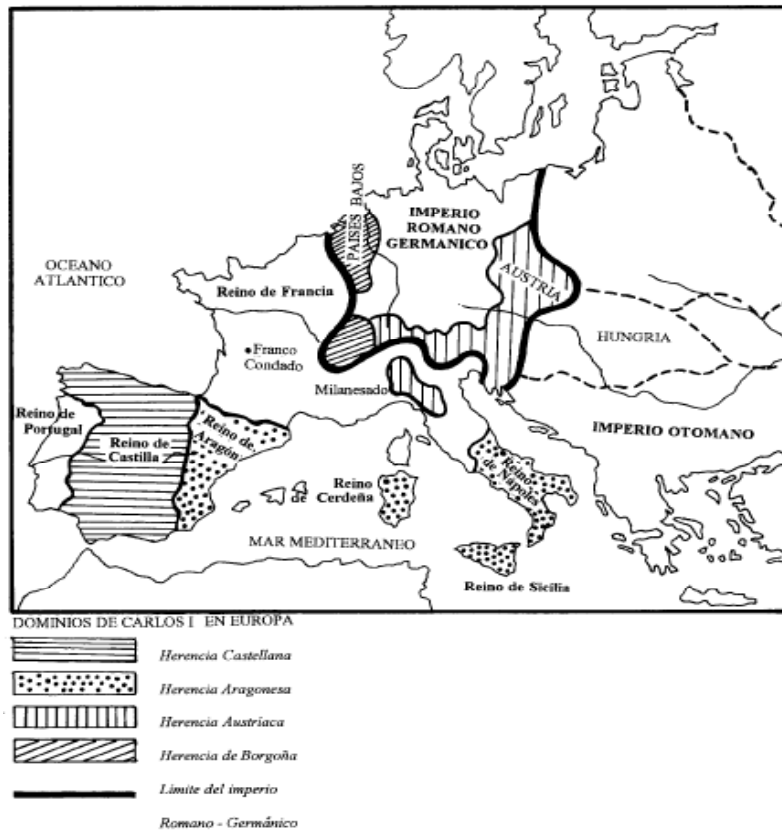 PAISES BAJOS
IMPERIO
ROMANO
GERMANICO
OCEANO
ATLANTICO
AUSTRIA
Reino de Francia
HUNGRIA
Franco
Condado
Milanesado
Reino de
Portugal
Reino de
Castilla
Reino de
Aragón
IMPERIO OTOMANO
Reino
de Cerdeña
Reino
de Nápoles
MAR MEDITERRANEO
Reino de Sicilia
DOMINIOS DE CARLOS I EN EUROPA
Herencia Castellana
Herencia Aragonesa
Herencia Austríaca
Herencia de Borgoña
Límite del imperio
Romano - Germánico